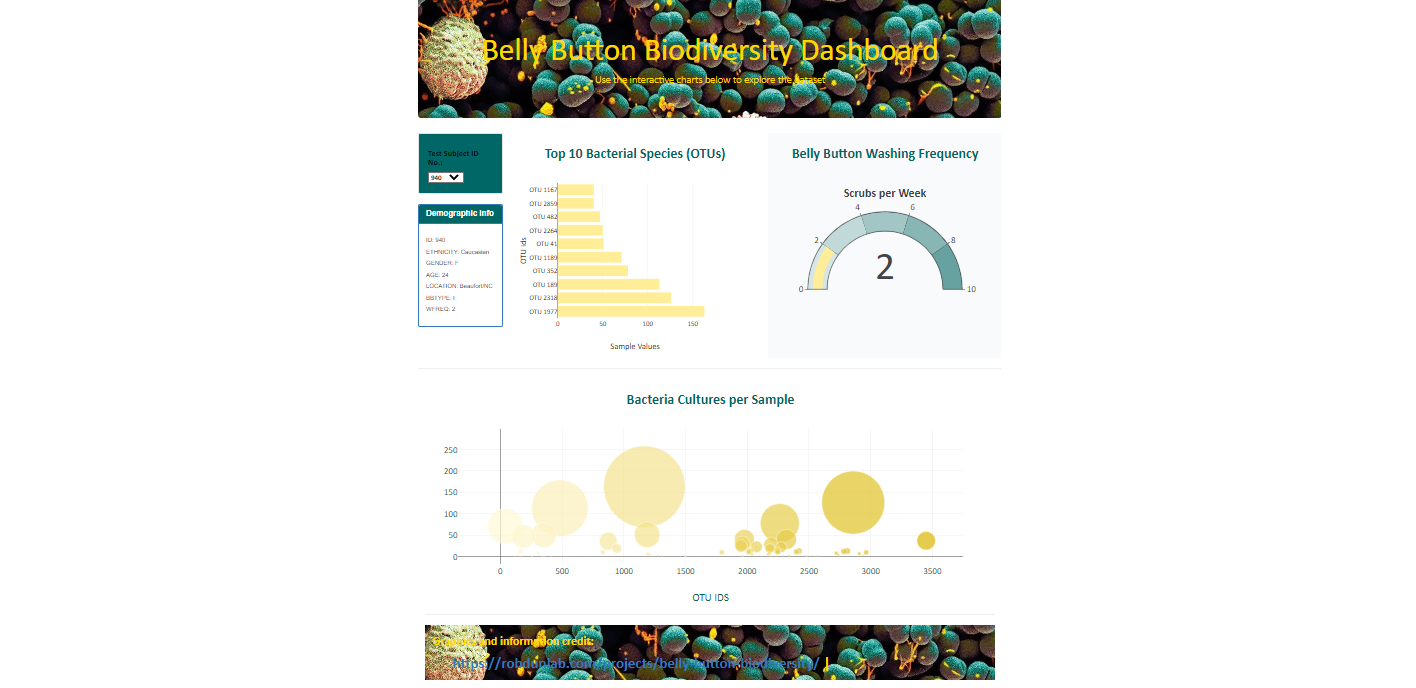 Belly Button Biodiversity Dashboard
Use the interactive charts below to explore the dataset
Test Subject ID
No.:
940
Demographic Info
ID: 940
ETHNICITY: Caucasian
GENDER: F
AGE: 24
LOCATION: Beaufort/NC
BBTYPE: I
WFREQ: 2
Top 10 Bacterial Species (OTUs)
OTU Ids
OTU 1167
OTU 2859
OTU 482
OTU 2264
OTU 41
OTU 1189
OTU 352
OTU 189
OTU 2318
OTU 1977
0 50 100 150
Sample Values
Belly Button Washing Frequency
Scrubs per Week
0 2 4 6 8 10
2
Bacteria Cultures per Sample
250
200
150
100
50
0
0 500 1000 1500 2000 2500 3000 3500
OTU IDS
and information credit:
https://robdunlab.com/projects/belly-button-biodiversity/